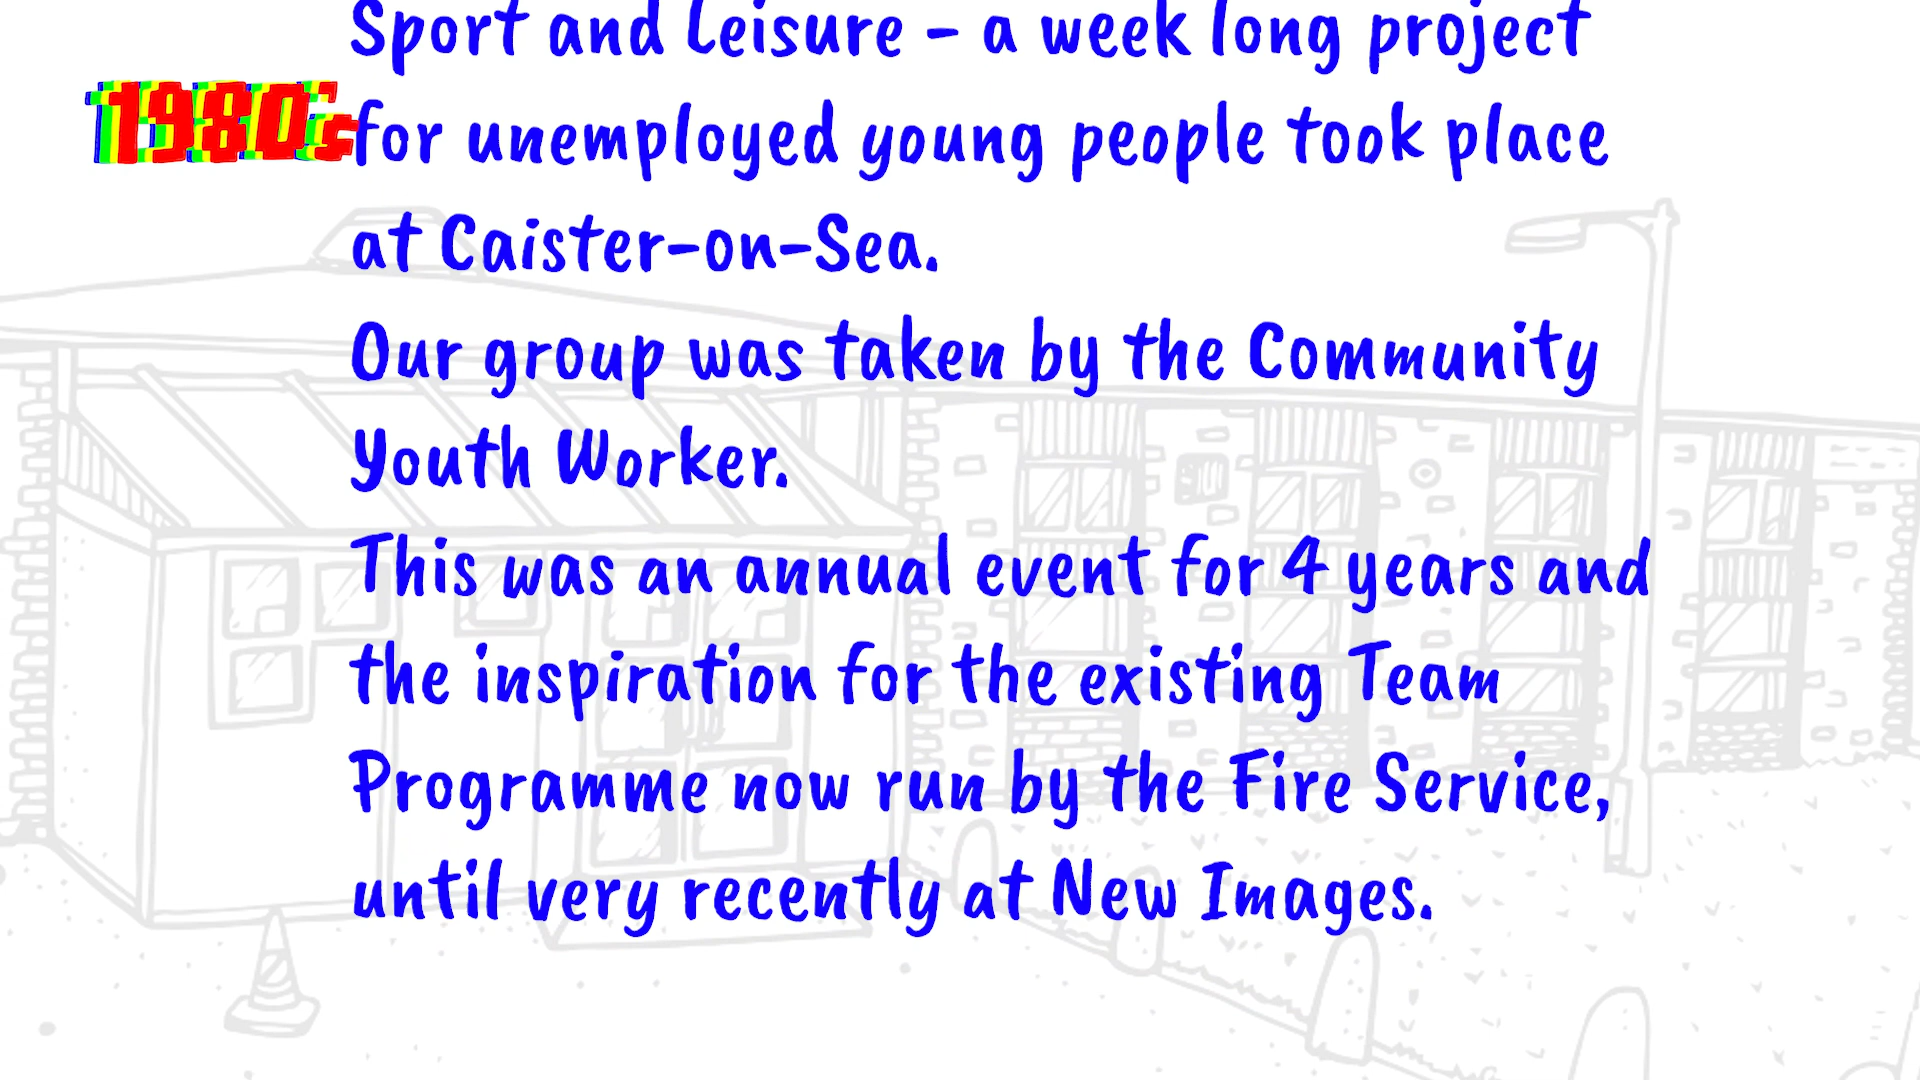 Sport and Leisure - a week long project
1980's
for unemployed young people took place
at Caister-on-Sea.
Our group was taken by the Community
Youth Worker.
This was an annual event for 4 years and
the inspiration for the existing Team
Programme now run by the Fire Service,
until very recently at New Images.